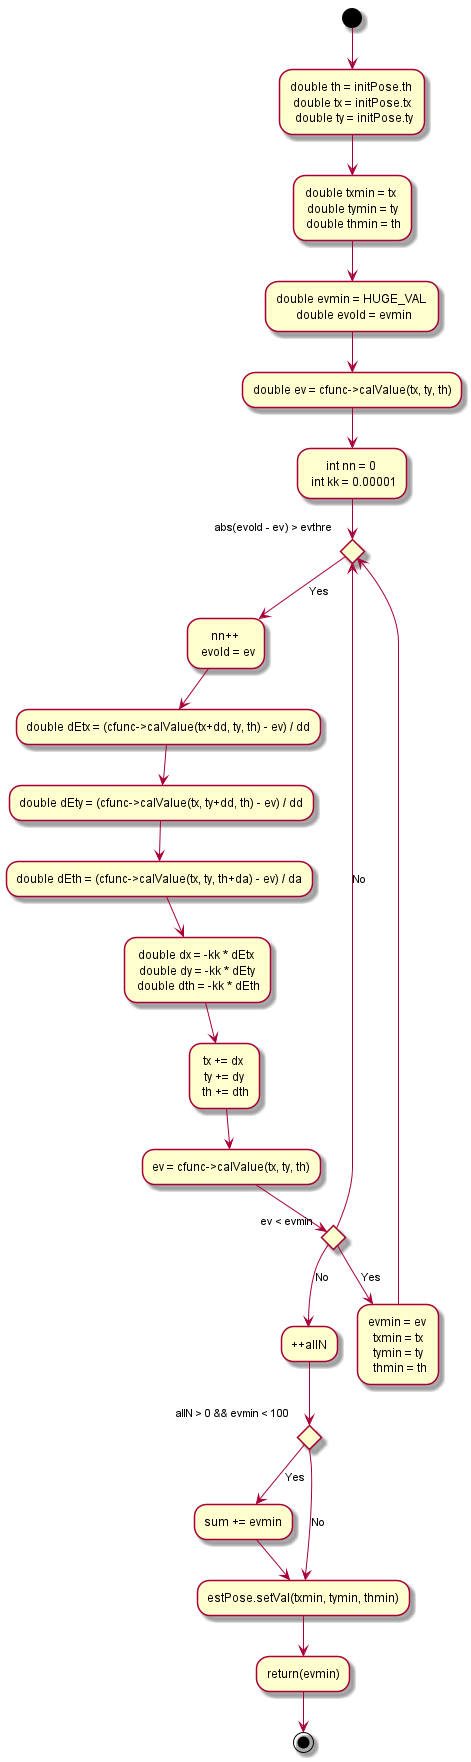 double th = initPose.th
double tx = initPose.tx
double ty = initPose.ty
double txmin = tx
double tymin = ty
double thmin = th
double evmin = HUGE_VAL
double evold = evmin
double ev = cfunc->calValue(tx, ty, th)
int nn = 0
int kk = 0.00001
abs(evold - ev) > evthre
Yes
nn++
evold = ev
double dEtx = (cfunc->calValue(tx+dd, ty, th) - ev) / dd
double dEty = (cfunc->calValue(tx, ty+dd, th) - ev) / dd
double dEth = (cfunc->calValue(tx, ty, th+da) - ev) / da
No
double dx = -kk * dEtx
double dy = -kk * dEty
double dth = -kk * dEth
tx += dx
ty += dy
th += dth
ev = cfunc->calValue(tx, ty, th)
ev < evmin
No
Yes
++allN
evmin = ev
txmin = tx
tymin = ty
thmin = th
allN > 0 && evmin < 100
Yes
sum += evmin
No
estPose.setVal(txmin, tymin, thmin)
return(evmin)